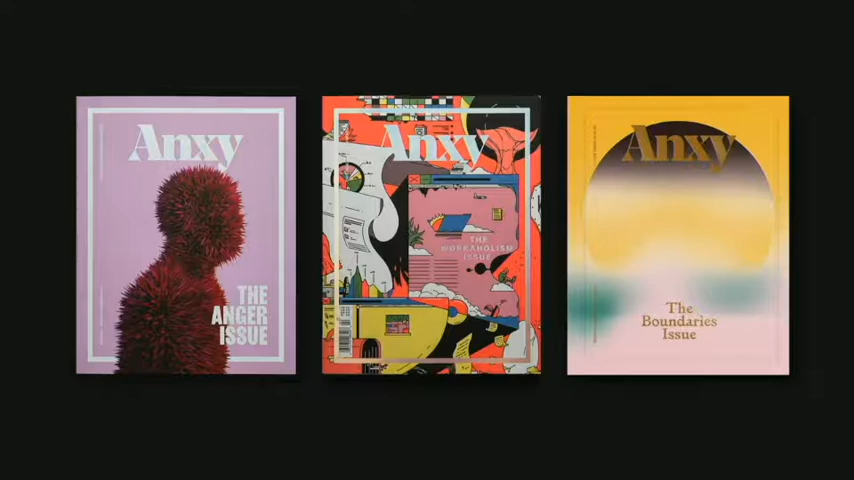 Anxy
THE
ANGER
ISSUE
Anxy
THE
WORKAHOLISM
ISSUE
Anxy
The
Boundaries
Issue